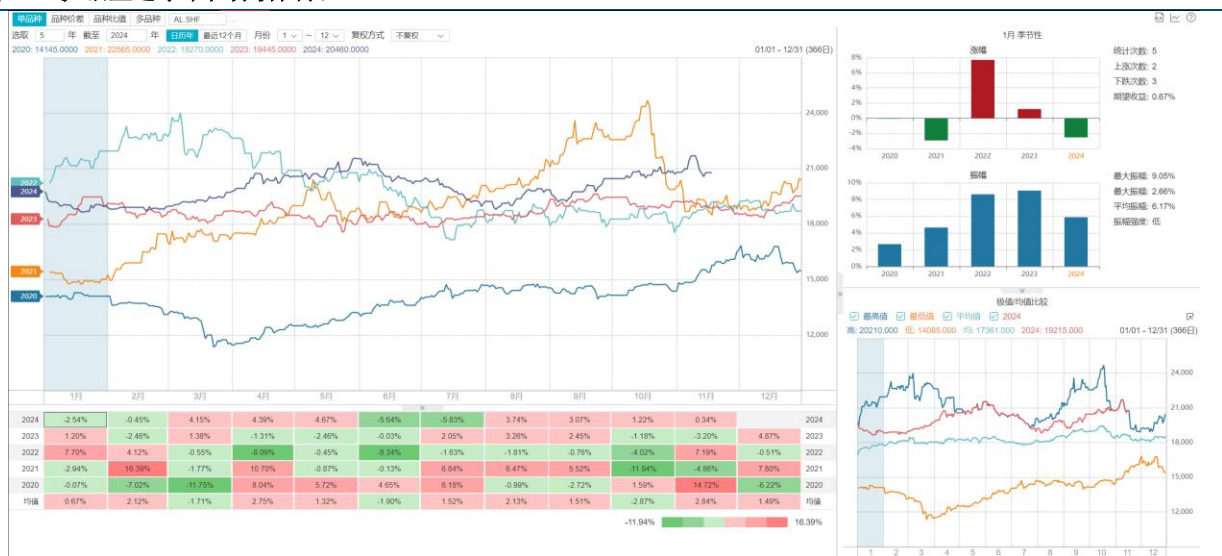 单品种 品种价差 品种比值 多品种 AL.SHF
选取 5 年 截至 2024 年 日历年 最近12个月 月份 1 ~ 12 复权方式 不复权
2020: 14145.0000 2021: 22565.0000 2022: 18270.0000 2023: 19445.0000 2024: 20460.0000 01/01 - 12/31 (366日)
24,000
21,000
18,000
15,000
12,000
2022
2024
2023
2021
2020
1月 2月 3月 4月 5月 6月 7月 8月 9月 10月 11月 12月
2024 -2.54% -0.45% 4.15% 4.39% 4.67% -5.64% -5.83% 3.74% 3.07% 1.22% 0.34% 2024
2023 1.20% -2.46% 1.38% -1.31% -2.46% -0.03% 2.05% 3.26% 2.45% -1.18% -3.20% 4.87% 2023
2022 7.70% 4.12% -0.55% -8.09% -0.45% -8.34% -1.63% -1.81% -0.76% -4.02% 7.19% -0.51% 2022
2021 -2.94% 16.39% -1.77% 10.70% -0.87% -0.13% 6.84% 6.47% 5.52% -11.94% -4.86% 7.60% 2021
2020 -0.07% -7.02% -11.75% 8.04% 5.72% 4.65% 6.18% -0.99% -2.72% 1.59% 14.72% -6.22% 2020
均值 0.67% 2.12% -1.71% 2.75% 1.32% -1.90% 1.52% 2.13% 1.51% -2.87% 2.84% 1.49% 均值
-11.94% 16.39%
1月 季节性
涨幅
8%
6%
4%
2%
0%
-2%
-4%
2020 2021 2022 2023 2024
统计次数: 5
上涨次数: 2
下跌次数: 3
期望收益: 0.67%
振幅
10%
8%
6%
4%
2%
0%
2020 2021 2022 2023 2024
最大振幅: 9.05%
最大振幅: 2.66%
平均振幅: 6.17%
振幅强度: 低
极值/均值比较
最高值 最低值 平均值 2024
高: 20210.000 低: 14085.000 均: 17361.000 2024: 19215.000 01/01 - 12/31 (366日)
24,000
21,000
18,000
15,000
12,000
1 2 3 4 5 6 7 8 9 10 11 12